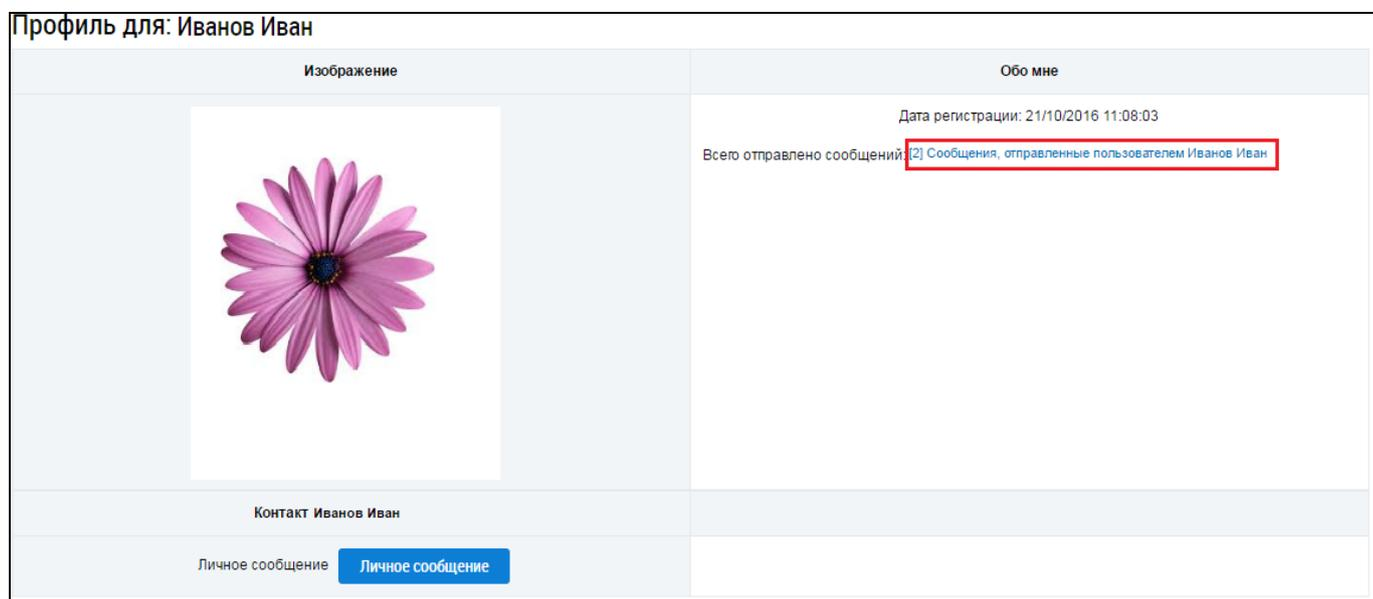 Профиль для: Иванов Иван
Изображение
Обо мне
Дата регистрации: 21/10/2016 11:08:03
Всего отправлено сообщений: [2] Сообщения, отправленные пользователем Иванов Иван
Контакт Иванов Иван
Личное сообщение Личное сообщение